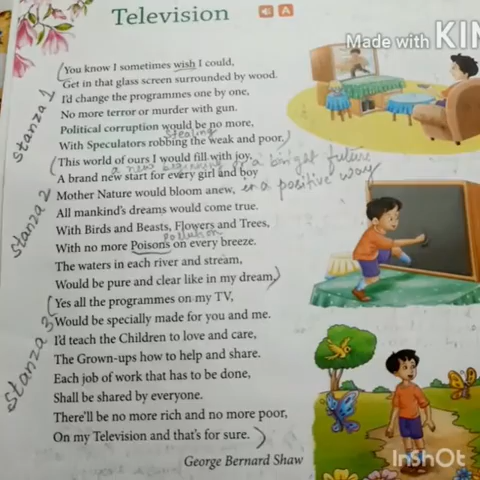 Television
A
Made with KIN
Stanza 1
(You know I sometimes wish I could,
Get in that glass screen surrounded by wood.
I'd change the programmes one by one,
No more terror or murder with gun.
Political corruption would be no more,
stealing
With Speculators robbing the weak and poor,)
Stanza 2
(This world of ours I would fill with joy,
a new beginning or a bright future
A brand new start for every girl and boy
Mother Nature would bloom anew, in a positive way
All mankind's dreams would come true.
With Birds and Beasts, Flowers and Trees,
Pollution
With no more Poisons on every breeze.
The waters in each river and stream,
Would be pure and clear like in my dream,)
Stanza 3
(Yes all the programmes on my TV,
Would be specially made for you and me.
I'd teach the Children to love and care,
The Grown-ups how to help and share.
Each job of work that has to be done,
Shall be shared by everyone.
There'll be no more rich and no more poor,
On my Television and that's for sure. )
George Bernard Shaw
InShOt